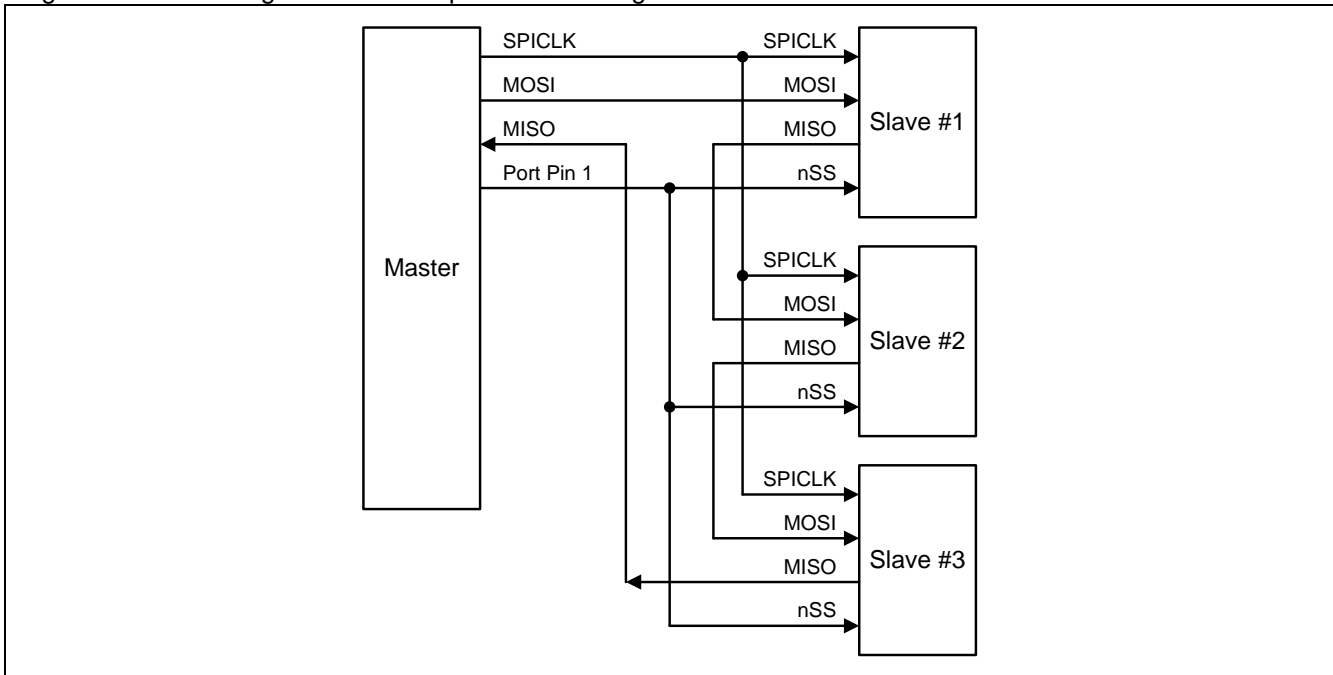 SPICLK SPICLK
MOSI MOSI
MISO MISO
Slave #1
Port Pin 1 nSS
Master
SPICLK
MOSI
MISO
Slave #2
nSS
SPICLK
MOSI
MISO
Slave #3
nSS